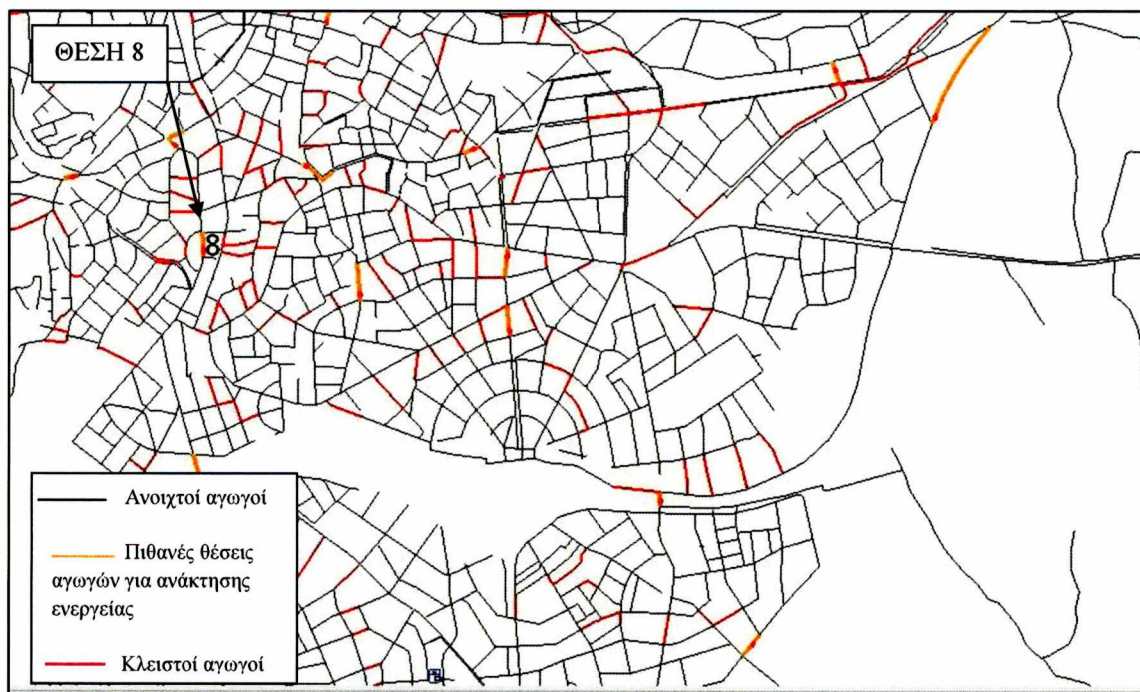 ΘΕΣΗ 8
8
Ανοιχτοί αγωγοί
Πιθανές θέσεις
αγωγών για ανάκτησης
ενεργείας
Κλειστοί αγωγοί